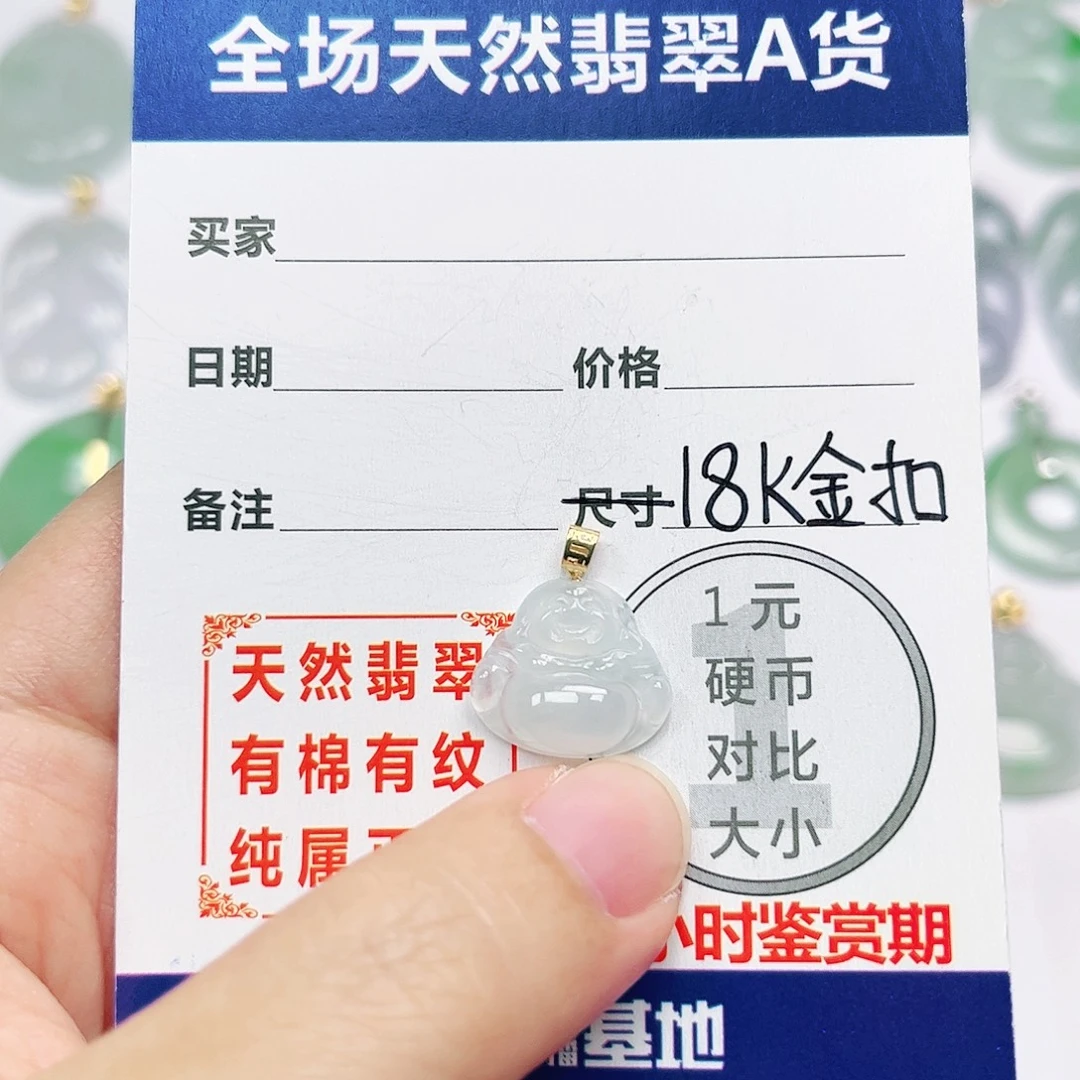 全场天然翡翠A货
买家
日期 价格
备注 尺寸 18K金扣
天然翡翠
有棉有纹
纯属
1元
硬币
对比
大小
小时鉴赏期
基地